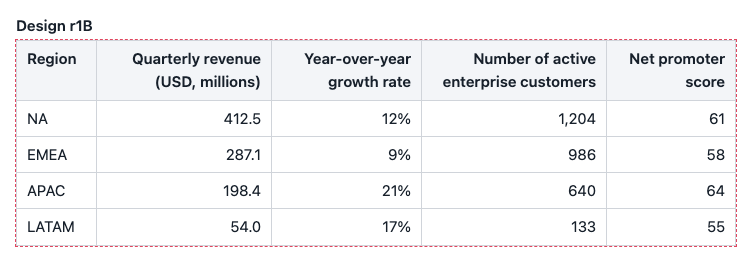 Design r1B
Region Quarterly revenue (USD, millions) Year-over-year growth rate Number of active enterprise customers Net promoter score
NA 412.5 12% 1,204 61
EMEA 287.1 9% 986 58
APAC 198.4 21% 640 64
LATAM 54.0 17% 133 55